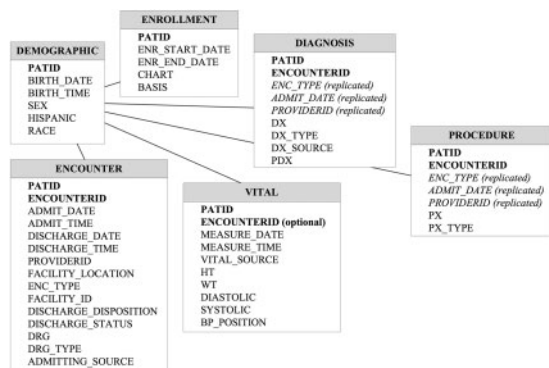 DEMOGRAPHIC
PATID
BIRTH_DATE
BIRTH_TIME
SEX
HISPANIC
RACE
ENROLLMENT
PATID
ENR_START_DATE
ENR_END_DATE
CHART
BASIS
DIAGNOSIS
PATID
ENCOUNTERID
ENC_TYPE (replicated)
ADMIT_DATE (replicated)
PROVIDERID (replicated)
DX
DX_TYPE
DX_SOURCE
PDX
PROCEDURE
PATID
ENCOUNTERID
ENC_TYPE (replicated)
ADMIT_DATE (replicated)
PROVIDERID (replicated)
PX
PX_TYPE
ENCOUNTER
PATID
ENCOUNTERID
ADMIT_DATE
ADMIT_TIME
DISCHARGE_DATE
DISCHARGE_TIME
PROVIDERID
FACILITY_LOCATION
ENC_TYPE
FACILITY_ID
DISCHARGE_DISPOSITION
DISCHARGE_STATUS
DRG
DRG_TYPE
ADMITTING_SOURCE
VITAL
PATID
ENCOUNTERID (optional)
MEASURE_DATE
MEASURE_TIME
VITAL_SOURCE
HT
WT
DIASTOLIC
SYSTOLIC
BP_POSITION